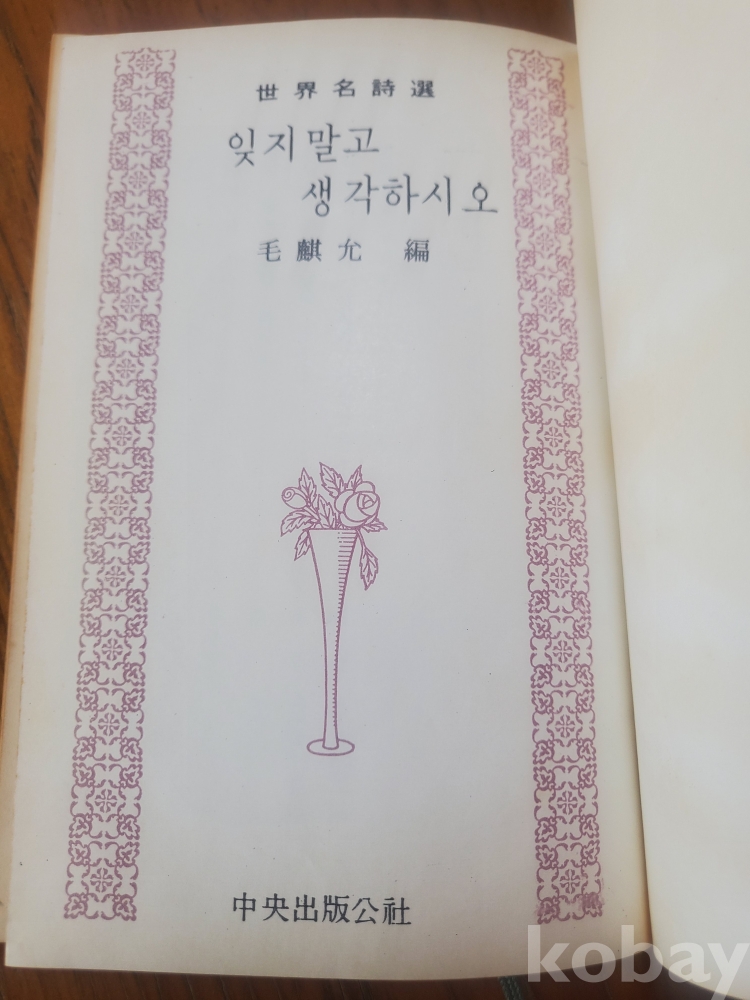 世界名詩選
잊지말고
생각하시오
毛麒允 編
中央出版公社
kobay